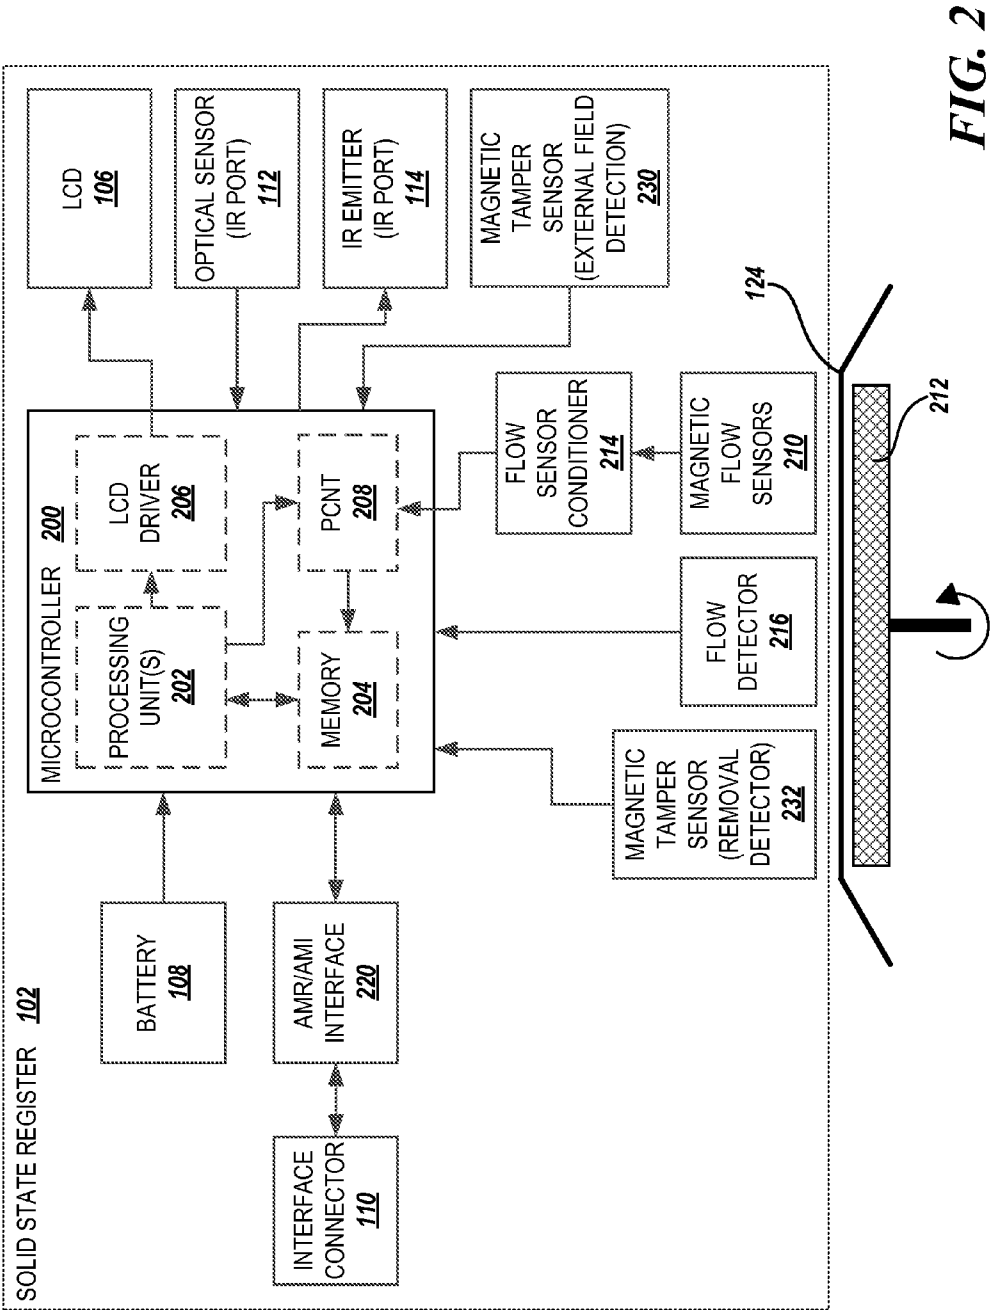 SOLID STATE REGISTER 102
BATTERY
108
INTERFACE
CONNECTOR
110
AMR/AMI
INTERFACE
220
MICROCONTROLLER 200
PROCESSING
UNIT(S)
202
LCD
DRIVER
206
MEMORY
204
PCNT
208
LCD
106
OPTICAL SENSOR
(IR PORT)
112
IR EMITTER
(IR PORT)
114
MAGNETIC
TAMPER
SENSOR
(EXTERNAL FIELD
DETECTION)
230
FLOW
SENSOR
CONDITIONER
214
MAGNETIC
TAMPER
SENSOR
(REMOVAL
DETECTOR)
232
FLOW
DETECTOR
216
MAGNETIC
FLOW
SENSORS
210
124
212
FIG. 2